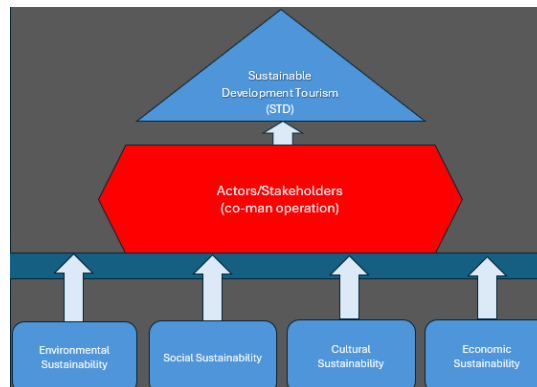 Sustainable
Development Tourism
(STD)
Actors/Stakeholders
(co-man operation)
Environmental
Sustainability
Social Sustainability
Cultural
Sustainability
Economic
Sustainability